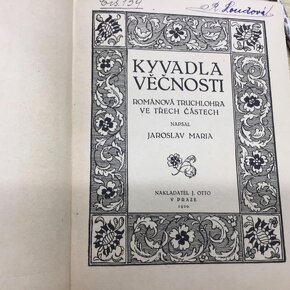 KYVADLA
VĚČNOSTI
ROMÁNOVÁ TRUCHLOHRA
VE TŘECH ČÁSTECH
NAPSAL
JAROSLAV MARIA
NAKLADATEL J. OTTO
V PRAZE